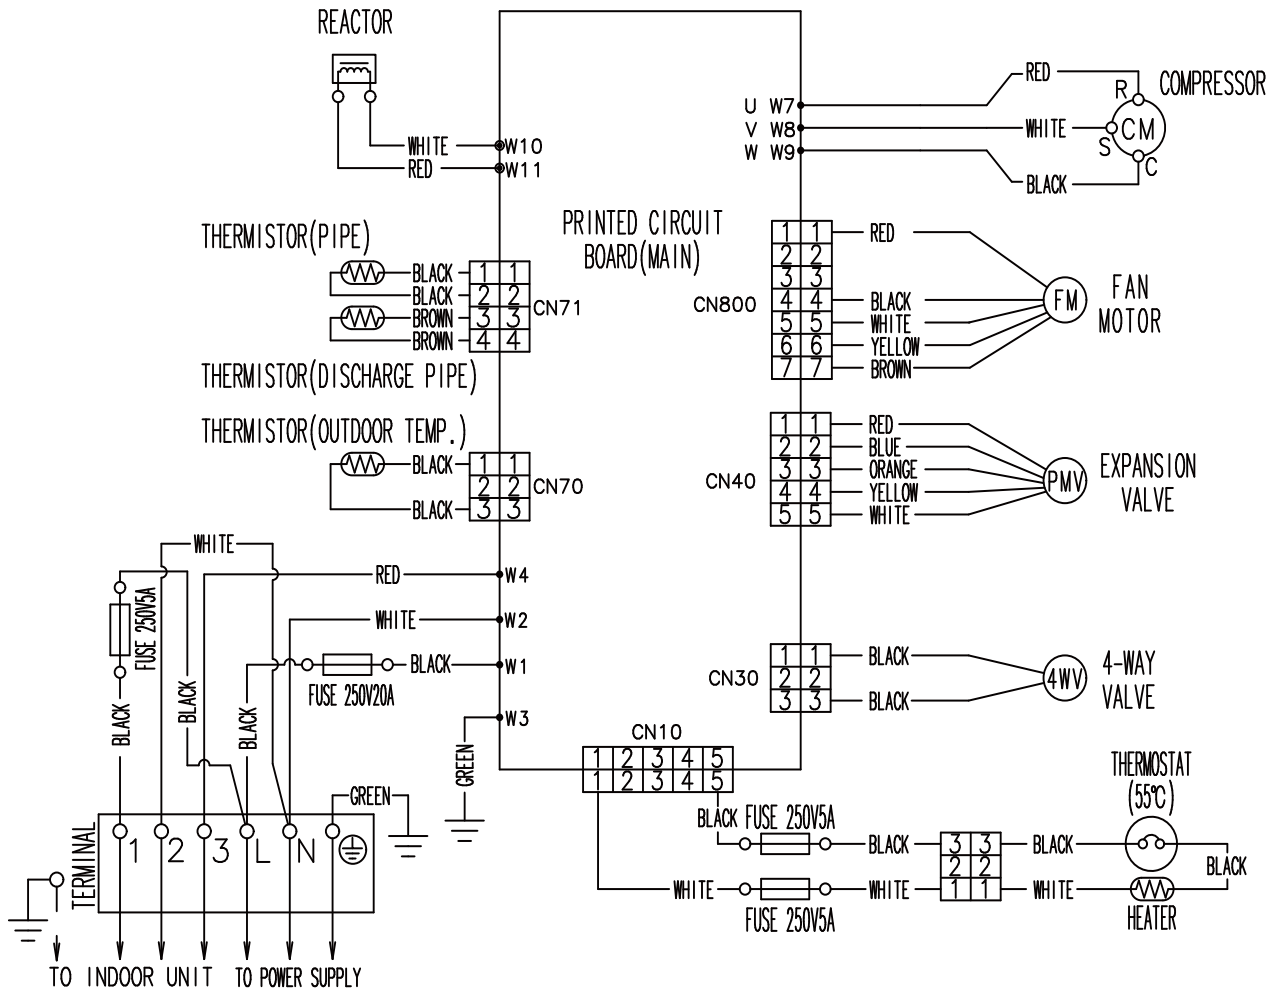 REACTOR
WHITE
RED
W10
W11
U W7
V W8
W W9
RED
WHITE
BLACK
R
S
C
CM
COMPRESSOR
PRINTED CIRCUIT
BOARD(MAIN)
THERMISTOR(PIPE)
BLACK 1 1
BLACK 2 2
BROWN 3 3
BROWN 4 4
CN71
THERMISTOR(DISCHARGE PIPE)
THERMISTOR(OUTDOOR TEMP.)
BLACK 1 1
2 2
BLACK 3 3
CN70
CN800
1 1 RED
2 2
3 3
4 4 BLACK
5 5 WHITE
6 6 YELLOW
7 7 BROWN
FM
FAN
MOTOR
CN40
1 1 RED
2 2 BLUE
3 3 ORANGE
4 4 YELLOW
5 5 WHITE
PMV
EXPANSION
VALVE
CN30
1 1 BLACK
2 2
3 3 BLACK
4WV
4-WAY
VALVE
WHITE
RED W4
WHITE W2
BLACK W1
FUSE 250V20A
W3
GREEN
FUSE 250V5A
BLACK
BLACK
BLACK
GREEN
TERMINAL
1 2 3 L N
TO INDOOR UNIT
TO POWER SUPPLY
CN10
1 2 3 4 5
1 2 3 4 5
BLACK FUSE 250V5A
BLACK
WHITE
WHITE
FUSE 250V5A
3 3
2 2
1 1
BLACK
WHITE
THERMOSTAT
(55℃)
BLACK
HEATER